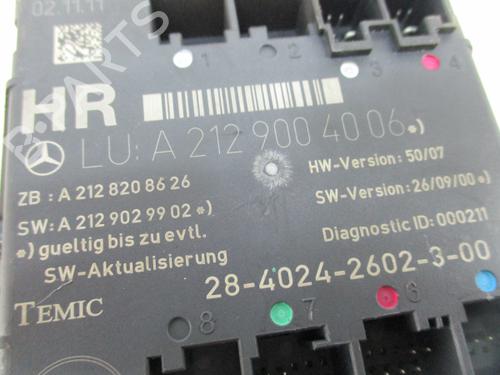 02.11.11
1 2 3 4
HR
LU: A 212 900 40 06 *)
ZB : A 212 820 86 26
HW-Version: 50/07
SW: A 212 902 99 02 *)
SW-Version: 26/09/00 *)
*) gueltig bis zu evtl.
SW-Aktualisierung
Diagnostic ID: 000211
28-4024-2602-3-00
TEMIC
8 7 6 5